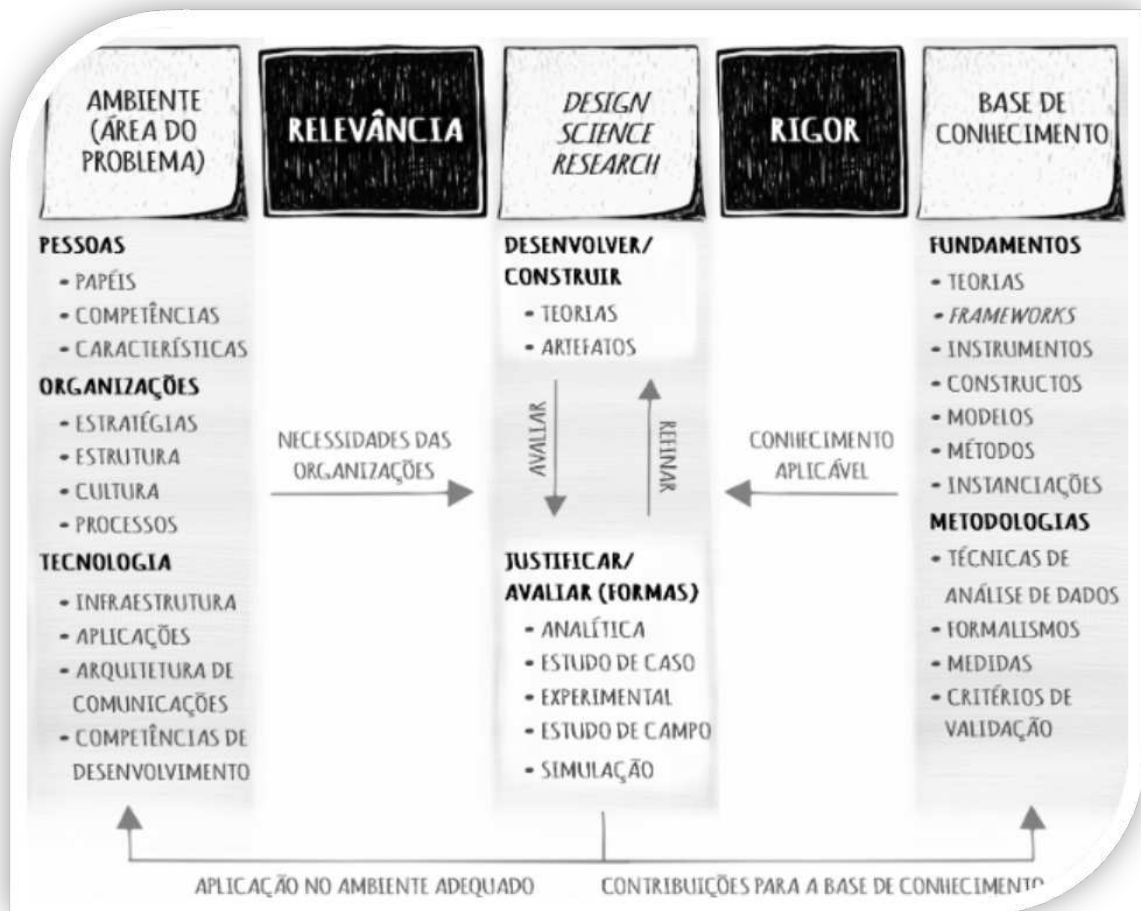 AMBIENTE
(ÁREA DO
PROBLEMA)
RELEVÂNCIA
DESIGN
SCIENCE
RESEARCH
RIGOR
BASE DE
CONHECIMENTO
PESSOAS
• PAPÉIS
• COMPETÊNCIAS
• CARACTERÍSTICAS
ORGANIZAÇÕES
• ESTRATÉGIAS
• ESTRUTURA
• CULTURA
• PROCESSOS
TECNOLOGIA
• INFRAESTRUTURA
• APLICAÇÕES
• ARQUITETURA DE
COMUNICAÇÕES
• COMPETÊNCIAS DE
DESENVOLVIMENTO
NECESSIDADES DAS
ORGANIZAÇÕES
DESENVOLVER/
CONSTRUIR
• TEORIAS
• ARTEFATOS
AVALIAR
REFINAR
JUSTIFICAR/
AVALIAR (FORMAS)
• ANALÍTICA
• ESTUDO DE CASO
• EXPERIMENTAL
• ESTUDO DE CAMPO
• SIMULAÇÃO
CONHECIMENTO
APLICÁVEL
FUNDAMENTOS
• TEORIAS
• FRAMEWORKS
• INSTRUMENTOS
• CONSTRUCTOS
• MODELOS
• MÉTODOS
• INSTANCIAÇÕES
METODOLOGIAS
• TÉCNICAS DE
ANÁLISE DE DADOS
• FORMALISMOS
• MEDIDAS
• CRITÉRIOS DE
VALIDAÇÃO
APLICAÇÃO NO AMBIENTE ADEQUADO
CONTRIBUIÇÕES PARA A BASE DE CONHECIMENTO